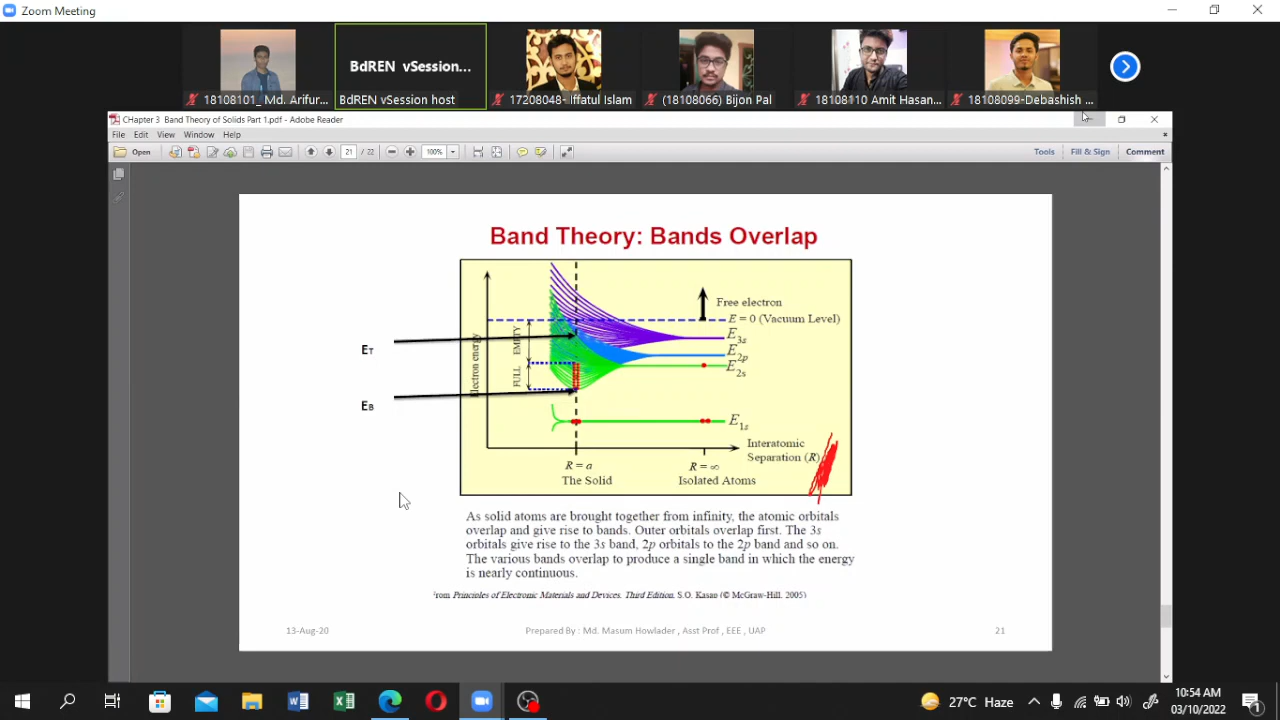 Zoom Meeting
BdREN vSession...
18108101_ Md. Arifur...
BdREN vSession host
17208048- Iffatul Islam
(18108066) Bijon Pal
18108110 Amit Hasan...
18108099-Debashish ...
CHapter 3 Band Theory of Solids Part 1.pdf - Adobe Reader
File Edit View Window Help
Open
21 / 22
100%
Tools
Fill & Sign
Comment
Band Theory: Bands Overlap
Free electron
E = 0 (Vacuum Level)
E3s
E2p
E2s
E1s
ET
EB
Electron energy
EMPTY
FULL
Interatomic
Separation (R)
R = a
The Solid
R = ∞
Isolated Atoms
As solid atoms are brought together from infinity, the atomic orbitals
overlap and give rise to bands. Outer orbitals overlap first. The 3s
orbitals give rise to the 3s band, 2p orbitals to the 2p band and so on.
The various bands overlap to produce a single band in which the energy
is nearly continuous.
From Principles of Electronic Materials and Devices, Third Edition, S.O. Kasap (© McGraw-Hill, 2005)
13-Aug-20
Prepared By : Md. Masum Howlader , Asst Prof , EEE , UAP
21
27°C Haze
10:54 AM
03/10/2022
1